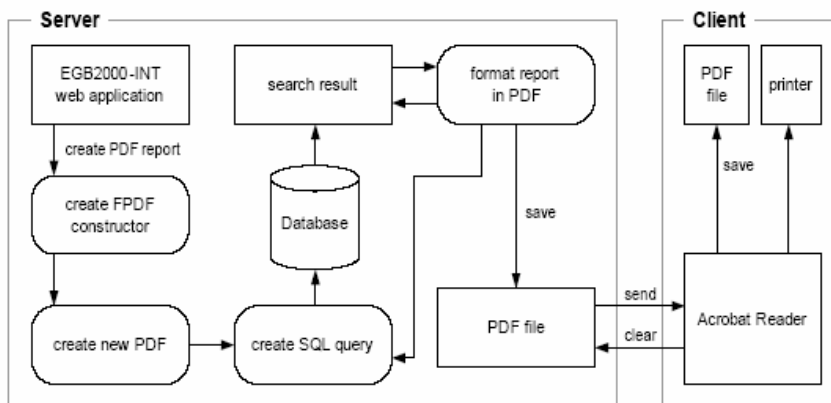 Server
Client
EGB2000-INT
web application
search result
format report
in PDF
PDF
file
printer
create PDF report
save
create FPDF
constructor
Database
save
send
clear
create new PDF
create SQL query
PDF file
Acrobat Reader